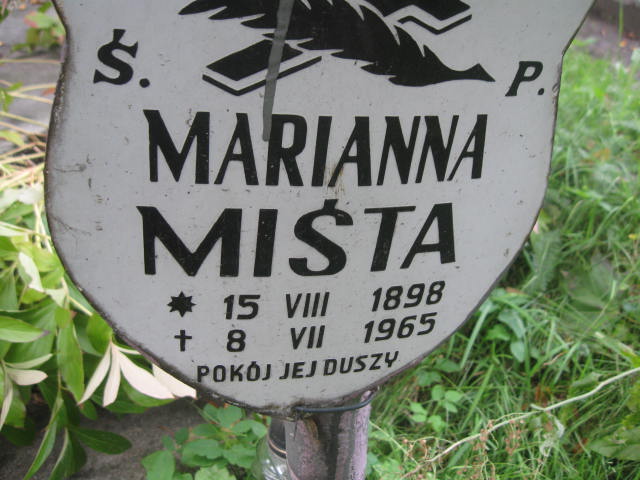 Ś. P.
MARIANNA
MIŚTA
15 VIII 1898
8 VII 1965
POKÓJ JEJ DUSZY